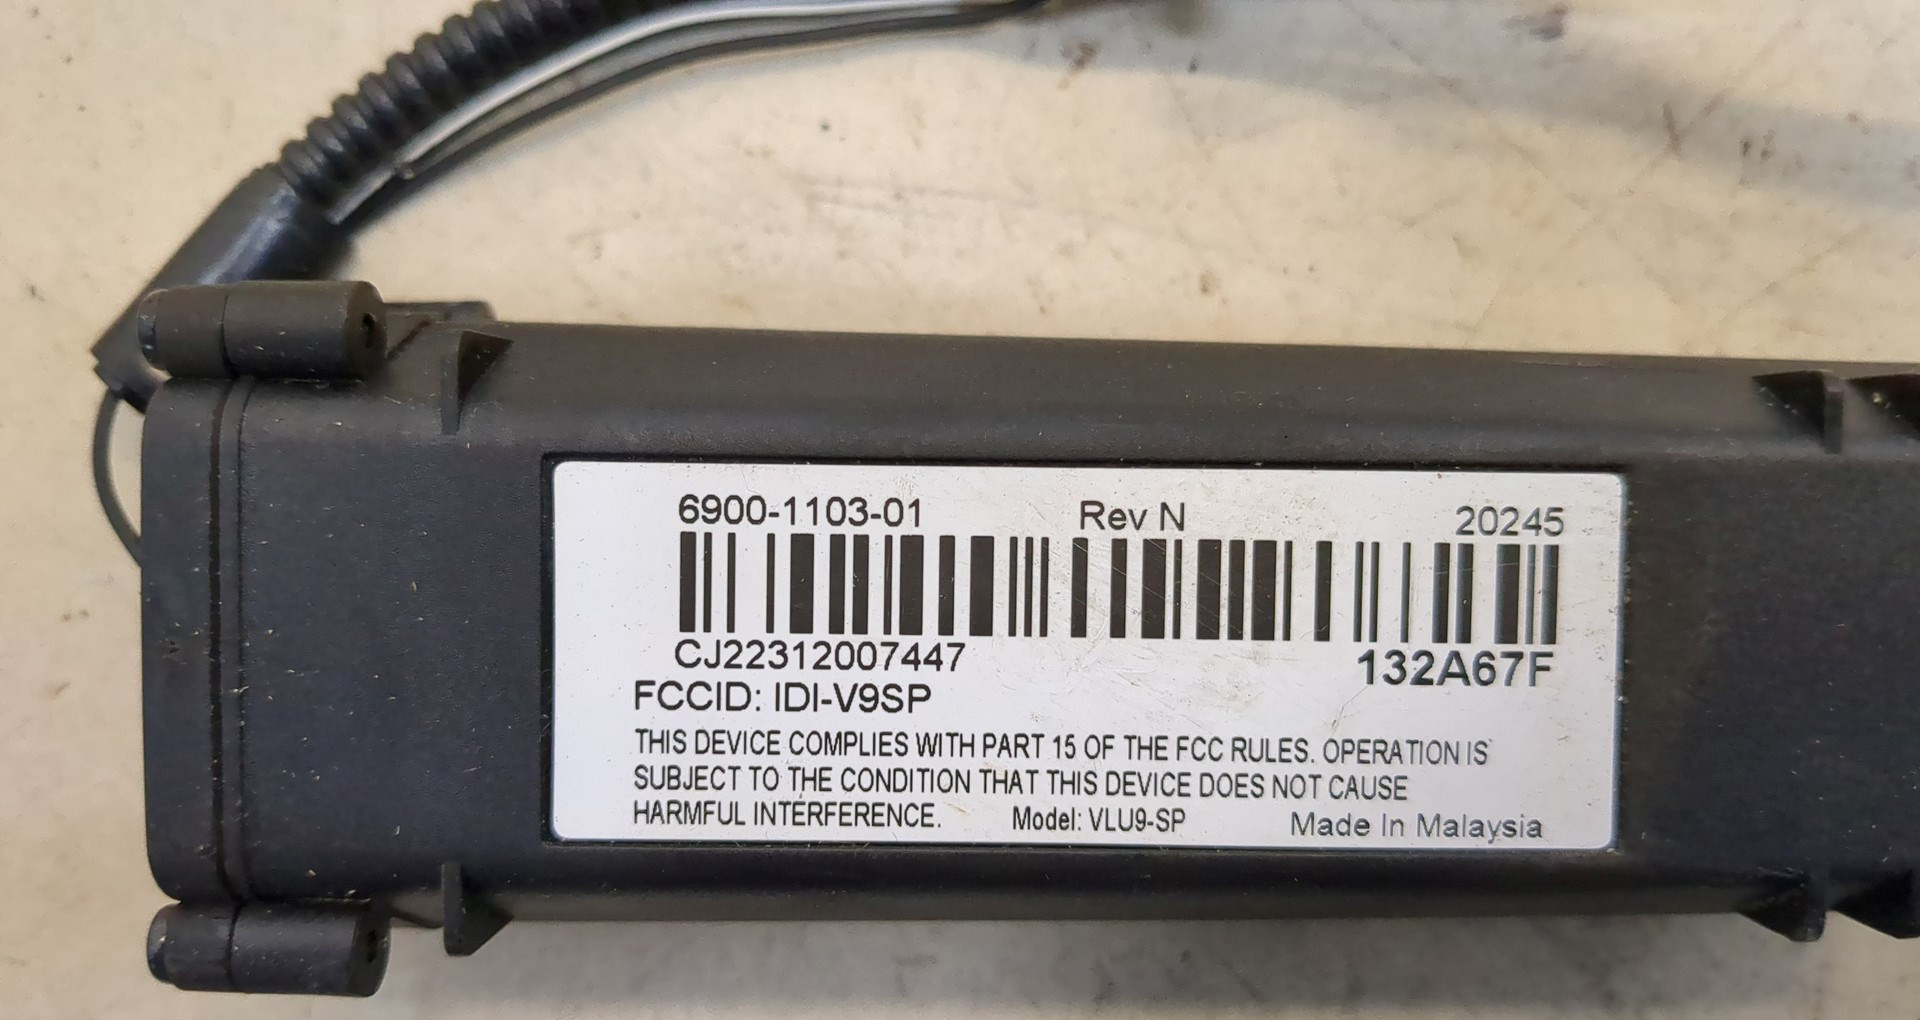 6900-1103-01 Rev N 20245
CJ22312007447 132A67F
FCCID: IDI-V9SP
THIS DEVICE COMPLIES WITH PART 15 OF THE FCC RULES. OPERATION IS
SUBJECT TO THE CONDITION THAT THIS DEVICE DOES NOT CAUSE
HARMFUL INTERFERENCE. Model: VLU9-SP Made In Malaysia